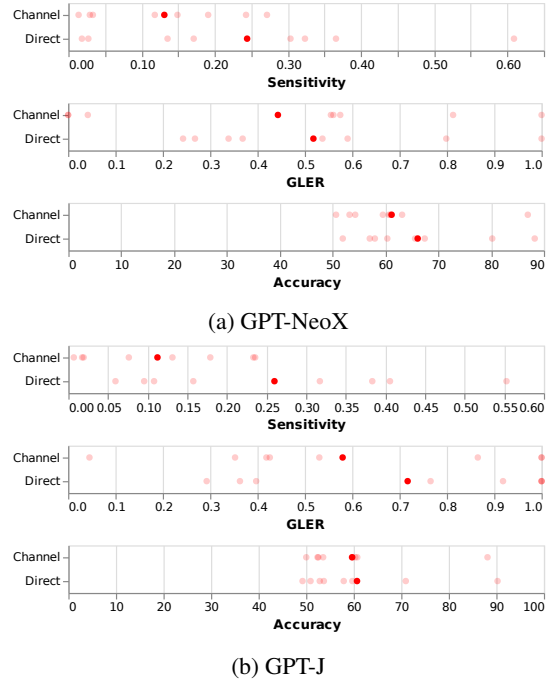 Channel
Direct
0.00 0.10 0.20 0.30 0.40 0.50 0.60
Sensitivity
Channel
Direct
0.0 0.1 0.2 0.3 0.4 0.5 0.6 0.7 0.8 0.9 1.0
GLER
Channel
Direct
0 10 20 30 40 50 60 70 80 90
Accuracy
(a) GPT-NeoX
Channel
Direct
0.00 0.05 0.10 0.15 0.20 0.25 0.30 0.35 0.40 0.45 0.50 0.55 0.60
Sensitivity
Channel
Direct
0.0 0.1 0.2 0.3 0.4 0.5 0.6 0.7 0.8 0.9 1.0
GLER
Channel
Direct
0 10 20 30 40 50 60 70 80 90 100
Accuracy
(b) GPT-J